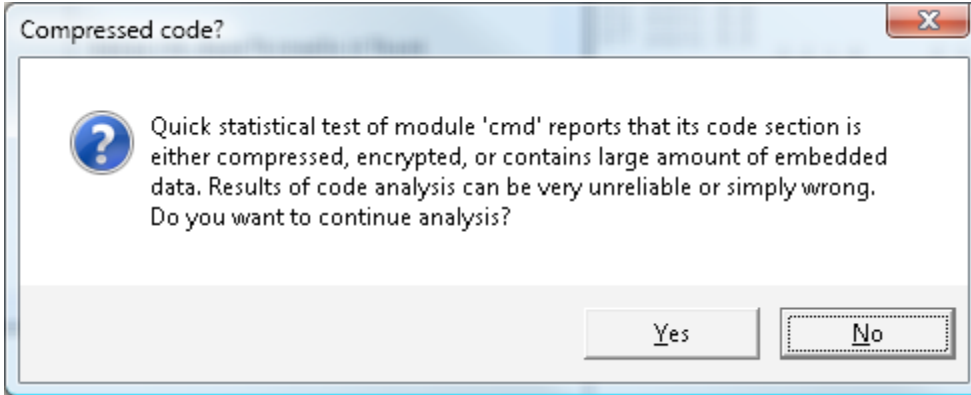 Compressed code?
Quick statistical test of module 'cmd' reports that its code section is
either compressed, encrypted, or contains large amount of embedded
data. Results of code analysis can be very unreliable or simply wrong.
Do you want to continue analysis?
Yes
No